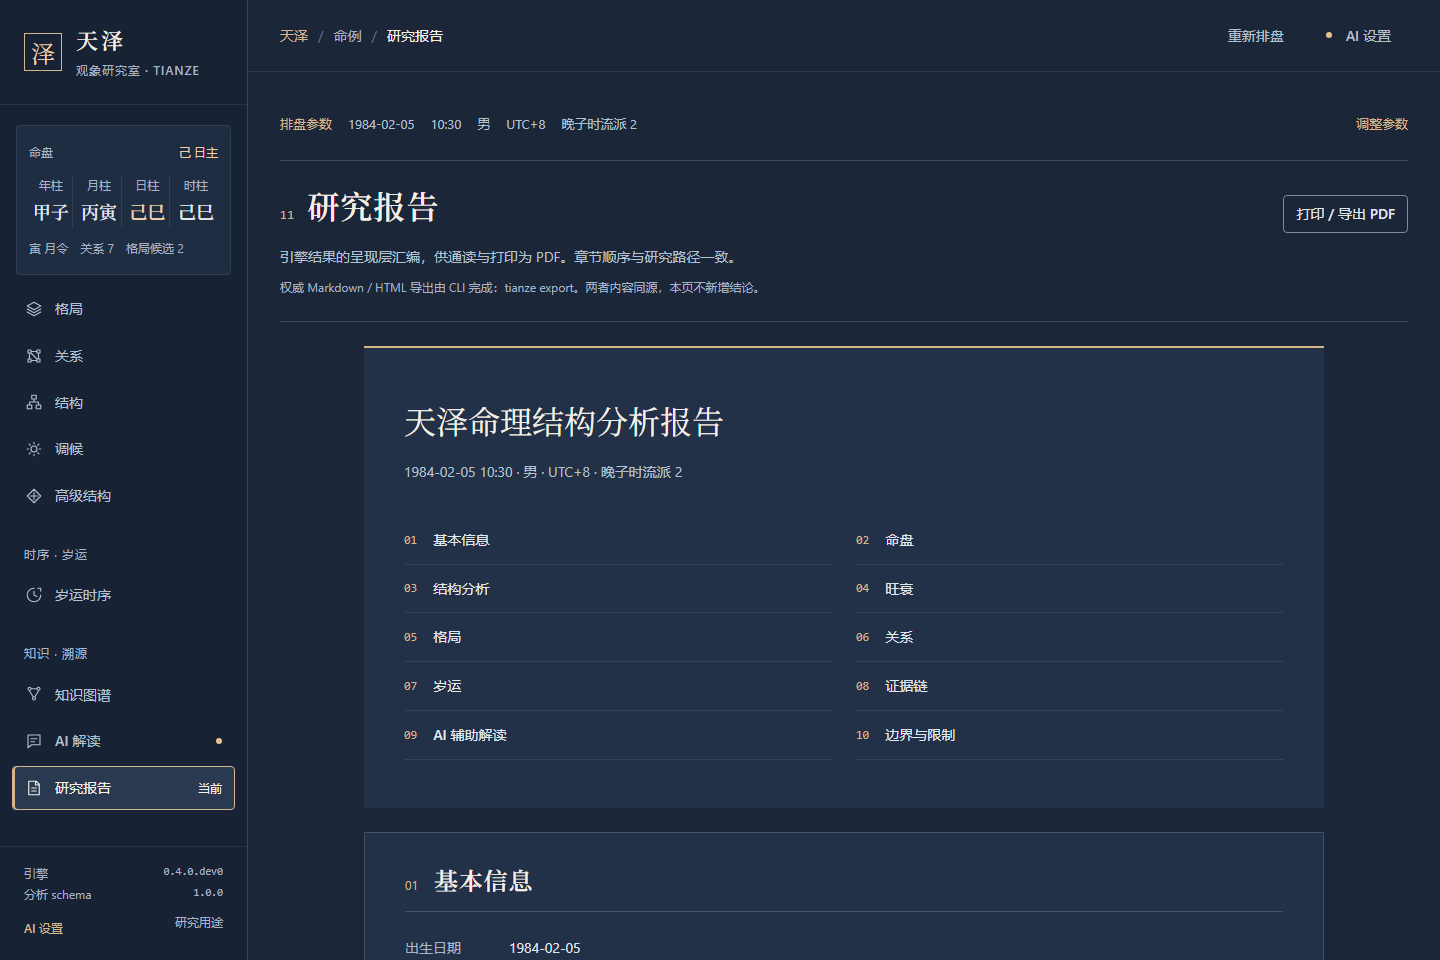 泽
天泽
观象研究室 · TIANZE
天泽 / 命例 / 研究报告
重新排盘
AI 设置
命盘 己 日主
年柱 月柱 日柱 时柱
甲子 丙寅 己巳 己巳
寅 月令 关系 7 格局候选 2
格局
关系
结构
调候
高级结构
时序 · 岁运
岁运时序
知识 · 溯源
知识图谱
AI 解读
研究报告 当前
引擎 0.4.0.dev0
分析 schema 1.0.0
AI 设置 研究用途
排盘参数 1984-02-05 10:30 男 UTC+8 晚子时流派 2 调整参数
11 研究报告
打印 / 导出 PDF
引擎结果的呈现层汇编，供通读与打印为 PDF。章节顺序与研究路径一致。
权威 Markdown / HTML 导出由 CLI 完成：tianze export。两者内容同源，本页不新增结论。
天泽命理结构分析报告
1984-02-05 10:30 · 男 · UTC+8 · 晚子时流派 2
01 基本信息
02 命盘
03 结构分析
04 旺衰
05 格局
06 关系
07 岁运
08 证据链
09 AI 辅助解读
10 边界与限制
01 基本信息
出生日期 1984-02-05